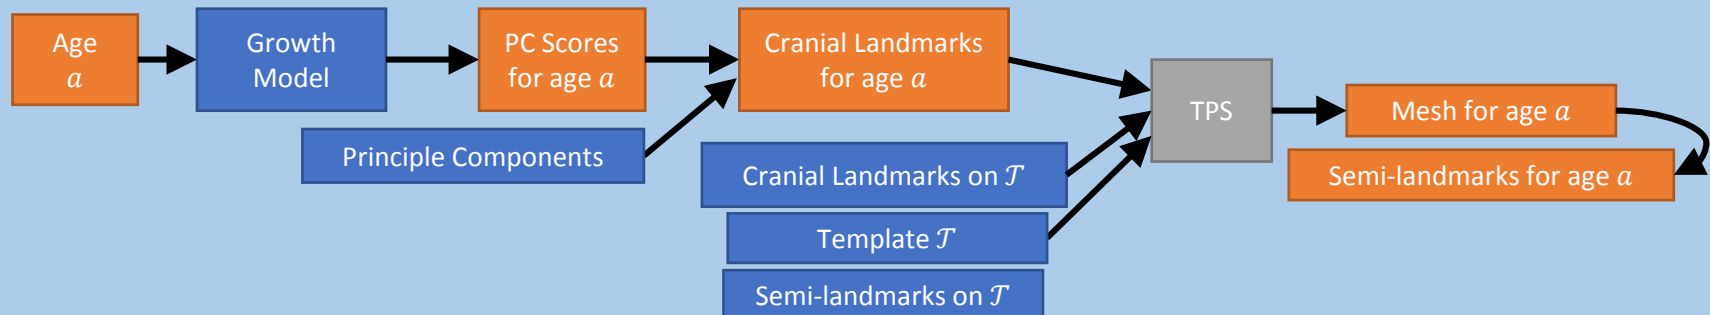 Age
𝑎
Growth
Model
PC Scores
for age 𝑎
Cranial Landmarks
for age 𝑎
TPS
Mesh for age 𝑎
Principle Components
Cranial Landmarks on 𝒯
Semi-landmarks for age 𝑎
Template 𝒯
Semi-landmarks on 𝒯